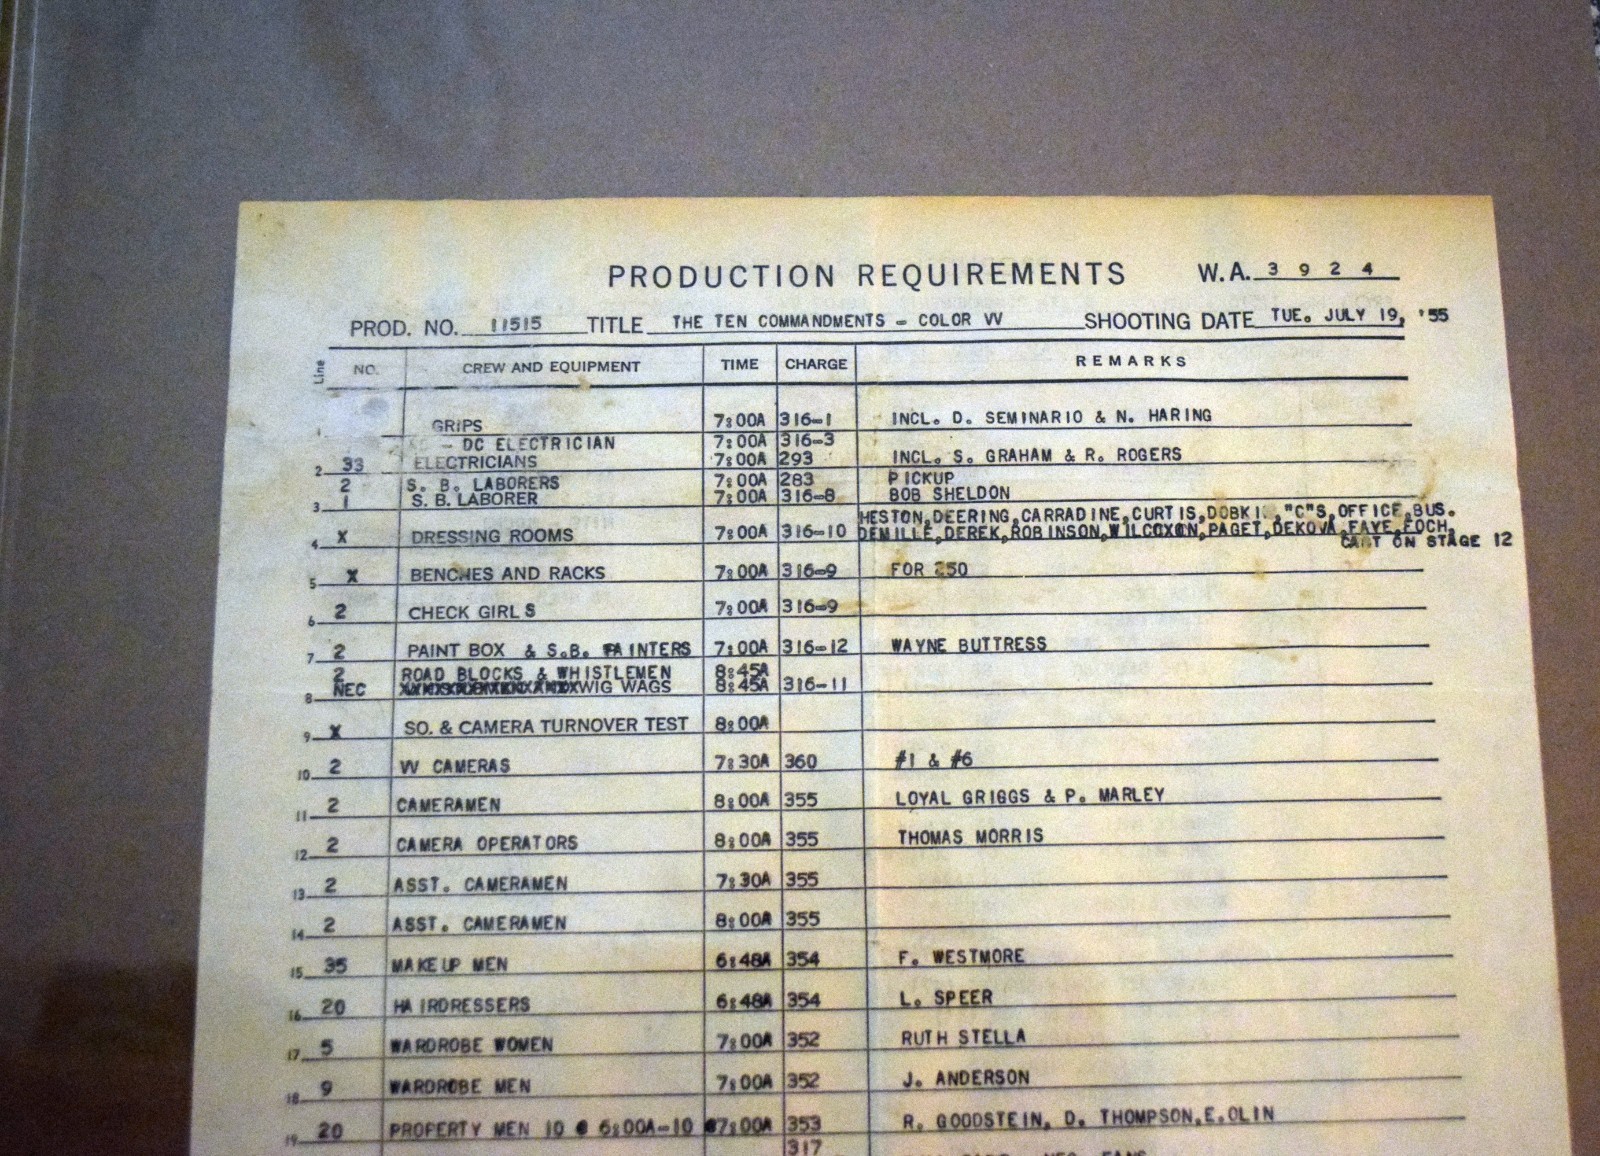 PRODUCTION REQUIREMENTS W.A. 3924
PROD. NO. 11515 TITLE THE TEN COMMANDMENTS - COLOR VV SHOOTING DATE TUE. JULY 19, '55
Line NO. CREW AND EQUIPMENT TIME CHARGE REMARKS
1 GRIPS 7:00A 316-1 INCL. D. SEMINARIO & N. HARING
- DC ELECTRICIAN 7:00A 316-3
2 33 ELECTRICIANS 7:00A 293 INCL. S. GRAHAM & R. ROGERS
2 S. B. LABORERS 7:00A 283 PICKUP
3 1 S. B. LABORER 7:00A 316-8 BOB SHELDON
HESTON, DEERING, CARRADINE, CURTIS, DOBKI "C"S, OFFICE, BUS.
4 X DRESSING ROOMS 7:00A 316-10 DEMILLE, DEREK, ROBINSON, WILCOXON, PAGET, DEKOVA, FAYE, FOCH,
CAST ON STAGE 12
5 X BENCHES AND RACKS 7:00A 316-9 FOR 250
6 2 CHECK GIRLS 7:00A 316-9
7 2 PAINT BOX & S.B. PAINTERS 7:00A 316-12 WAYNE BUTTRESS
2 ROAD BLOCKS & WHISTLEMEN 8:45A
8 NEC WIG WAGS 8:45A 316-11
9 X SO. & CAMERA TURNOVER TEST 8:00A
10 2 VV CAMERAS 7:30A 360 #1 & #6
11 2 CAMERAMEN 8:00A 355 LOYAL GRIGGS & P. MARLEY
12 2 CAMERA OPERATORS 8:00A 355 THOMAS MORRIS
13 2 ASST. CAMERAMEN 7:30A 355
14 2 ASST. CAMERAMEN 8:00A 355
15 35 MAKEUP MEN 6:48A 354 F. WESTMORE
16 20 HAIRDRESSERS 6:48A 354 L. SPEER
17 5 WARDROBE WOMEN 7:00A 352 RUTH STELLA
18 9 WARDROBE MEN 7:00A 352 J. ANDERSON
19 20 PROPERTY MEN 10 @ 6:00A-10 @7:00A 353 R. GOODSTEIN, D. THOMPSON, E. OLIN
317